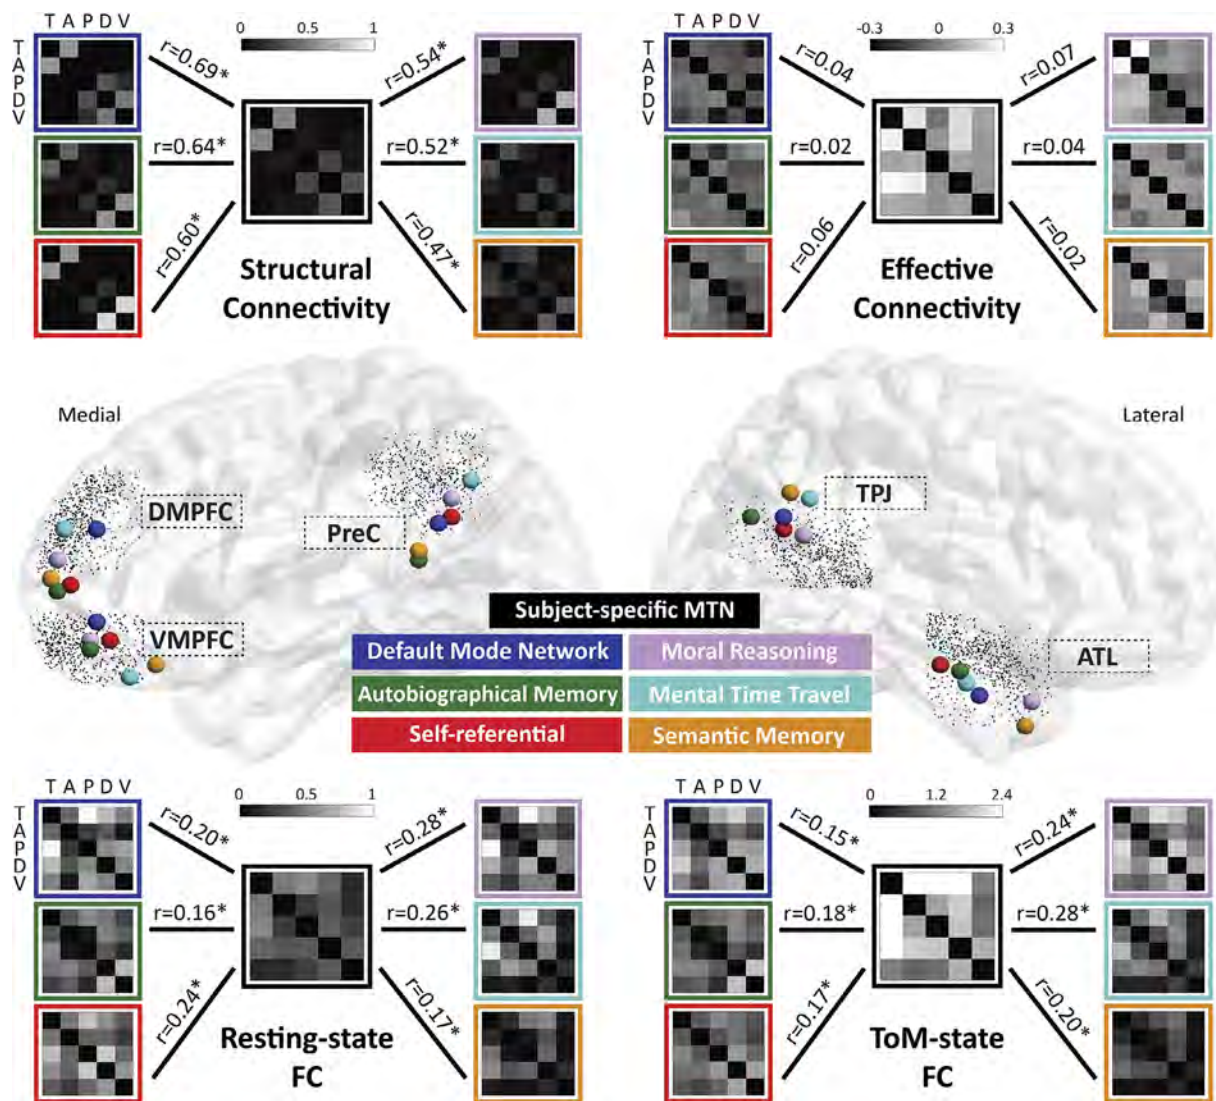 T A P D V
0 0.5 1
-0.3 0 0.3
T
A
P
D
V
r=0.69*
r=0.54*
r=0.64*
r=0.52*
r=0.60*
r=0.47*
Structural
Connectivity
T
A
P
D
V
T A P D V
r=0.04
r=0.07
r=0.02
r=0.04
r=0.06
r=0.02
Effective
Connectivity
Medial
Lateral
DMPFC
PreC
TPJ
VMPFC
ATL
Subject-specific MTN
Default Mode Network
Moral Reasoning
Autobiographical Memory
Mental Time Travel
Self-referential
Semantic Memory
T A P D V
0 0.5 1
T
A
P
D
V
r=0.20*
r=0.28*
r=0.16*
r=0.26*
r=0.24*
r=0.17*
Resting-state
FC
T A P D V
0 1.2 2.4
T
A
P
D
V
r=0.15*
r=0.24*
r=0.18*
r=0.28*
r=0.17*
r=0.20*
ToM-state
FC